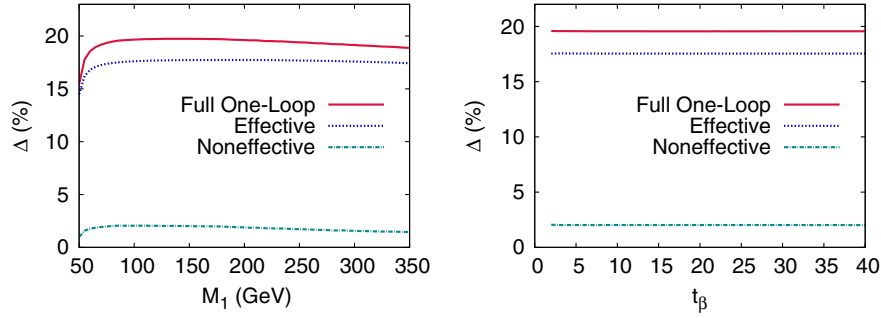 Δ (%)
20
15
10
5
0
Full One-Loop
Effective
Noneffective
50
100
150
200
250
300
350
M1 (GeV)
Δ (%)
20
15
10
5
0
Full One-Loop
Effective
Noneffective
0
5
10
15
20
25
30
35
40
tβ